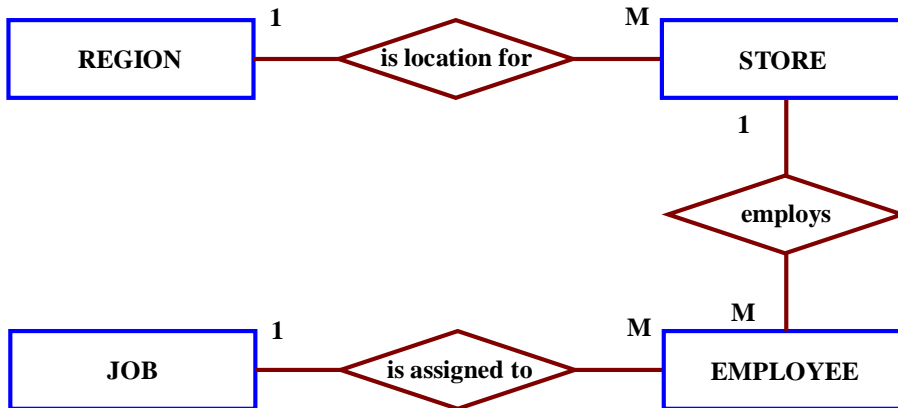 1
M
REGION
is location for
STORE
1
employs
M
1
M
JOB
is assigned to
EMPLOYEE